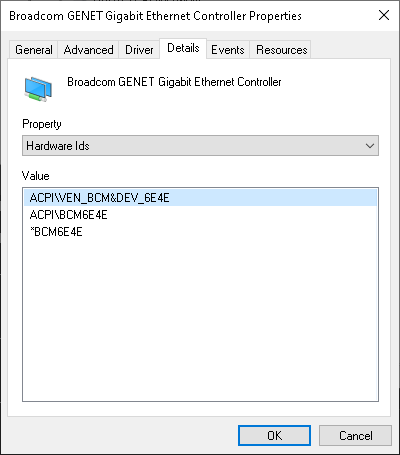 Broadcom GENET Gigabit Ethernet Controller Properties
General Advanced Driver Details Events Resources
Broadcom GENET Gigabit Ethernet Controller
Property
Hardware Ids
Value
ACPI\VEN_BCM&DEV_6E4E
ACPI\BCM6E4E
*BCM6E4E
OK Cancel